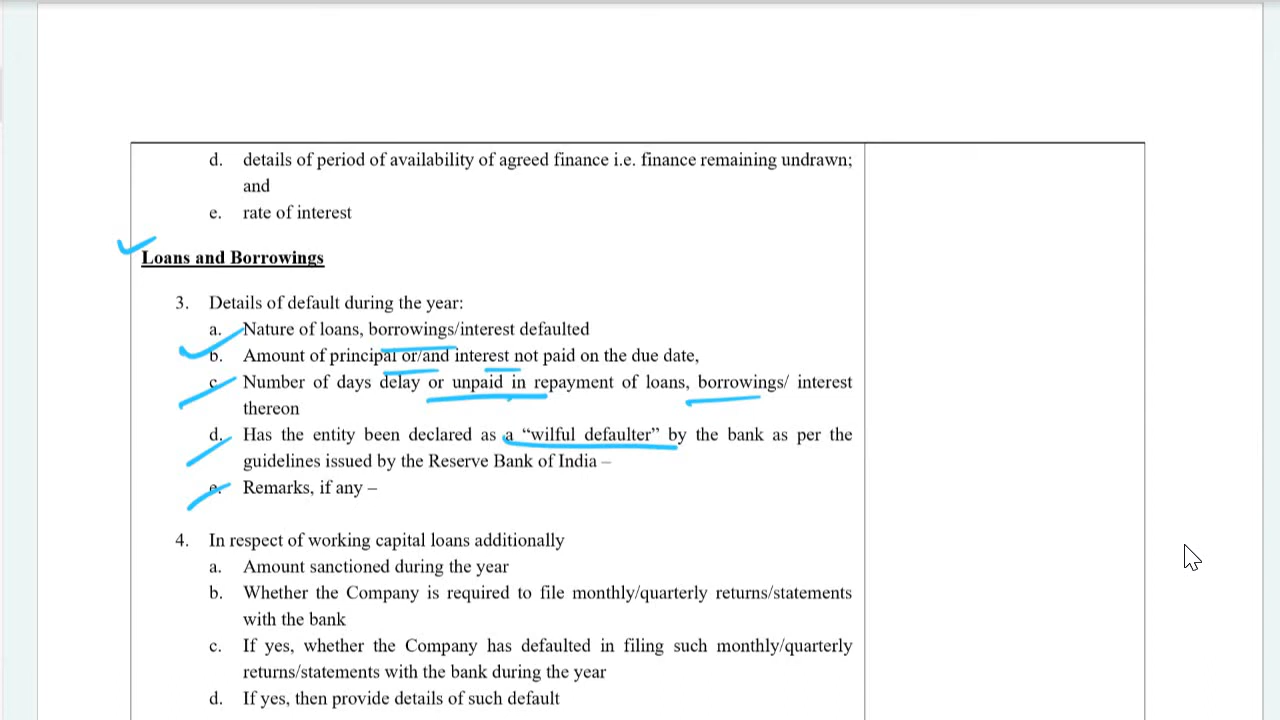 d. details of period of availability of agreed finance i.e. finance remaining undrawn;
and
e. rate of interest
Loans and Borrowings
3. Details of default during the year:
a. Nature of loans, borrowings/interest defaulted
b. Amount of principal or/and interest not paid on the due date,
c. Number of days delay or unpaid in repayment of loans, borrowings/ interest
thereon
d. Has the entity been declared as a “wilful defaulter” by the bank as per the
guidelines issued by the Reserve Bank of India –
e. Remarks, if any –
4. In respect of working capital loans additionally
a. Amount sanctioned during the year
b. Whether the Company is required to file monthly/quarterly returns/statements
with the bank
c. If yes, whether the Company has defaulted in filing such monthly/quarterly
returns/statements with the bank during the year
d. If yes, then provide details of such default